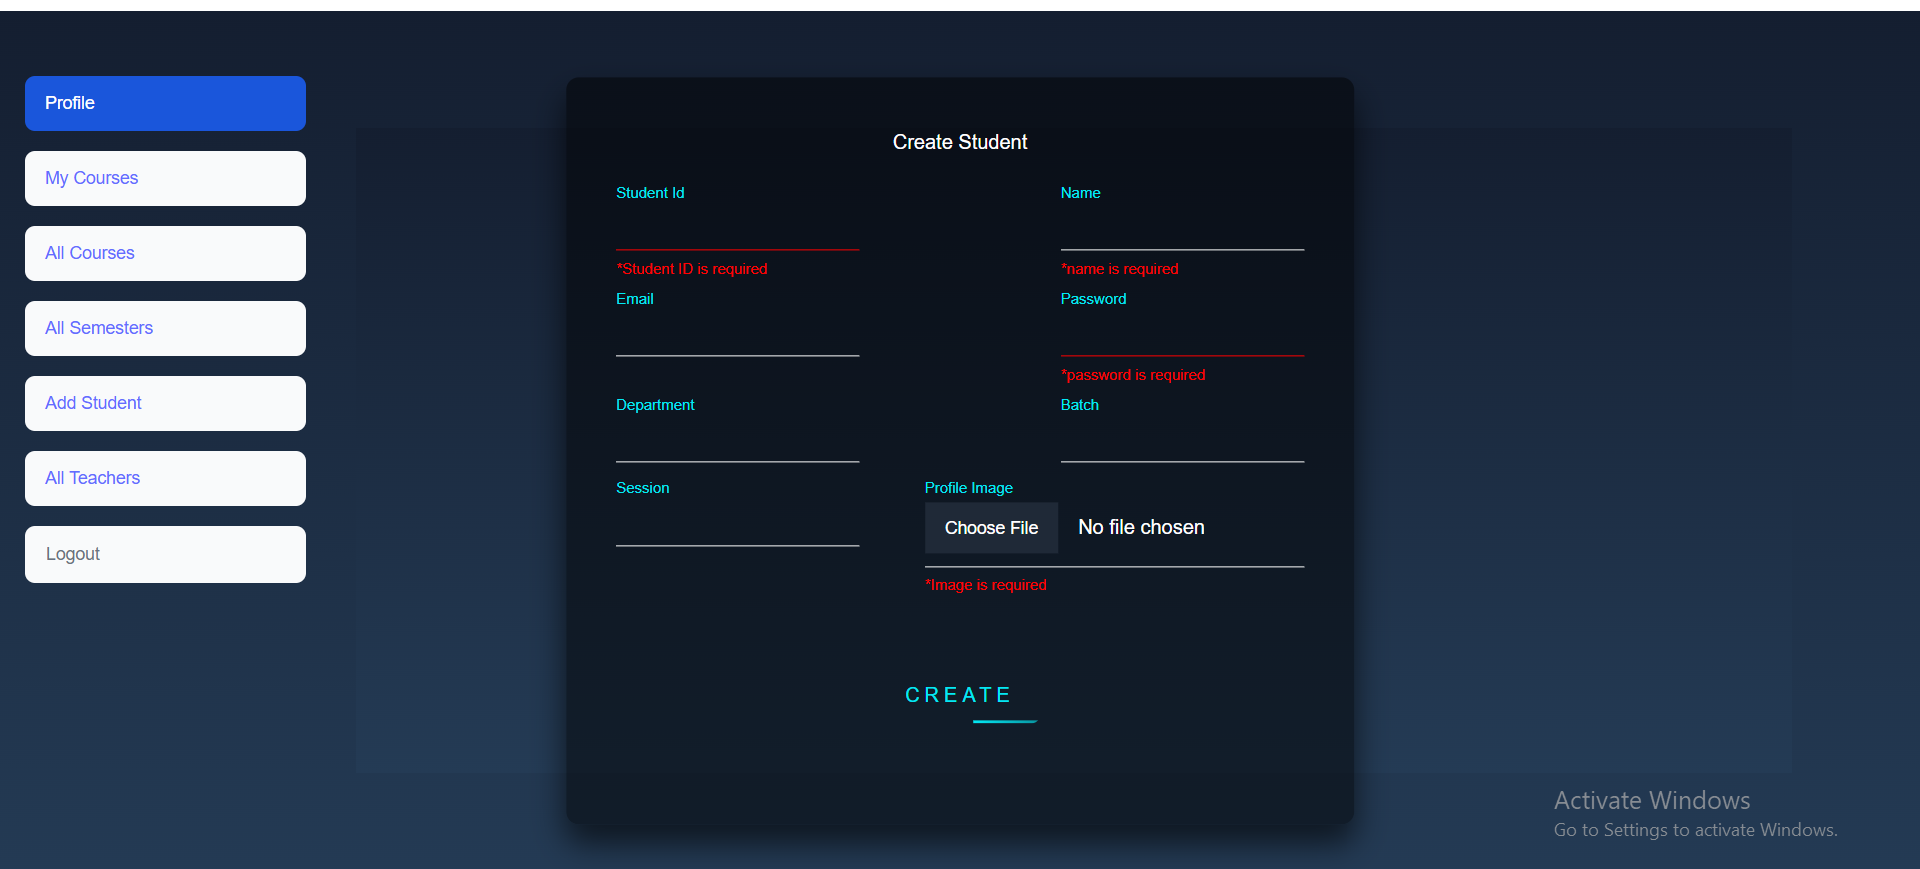 Profile
My Courses
All Courses
All Semesters
Add Student
All Teachers
Logout
Create Student
Student Id
*Student ID is required
Name
*name is required
Email
Password
*password is required
Department
Batch
Session
Profile Image
Choose File No file chosen
*Image is required
CREATE
Activate Windows
Go to Settings to activate Windows.